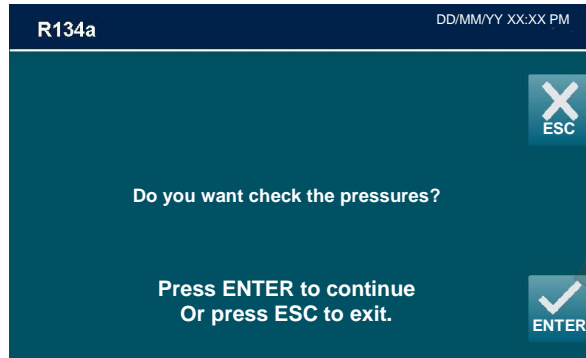 R134a
DD/MM/YY XX:XX PM
ESC
Do you want check the pressures?
Press ENTER to continue
Or press ESC to exit.
ENTER